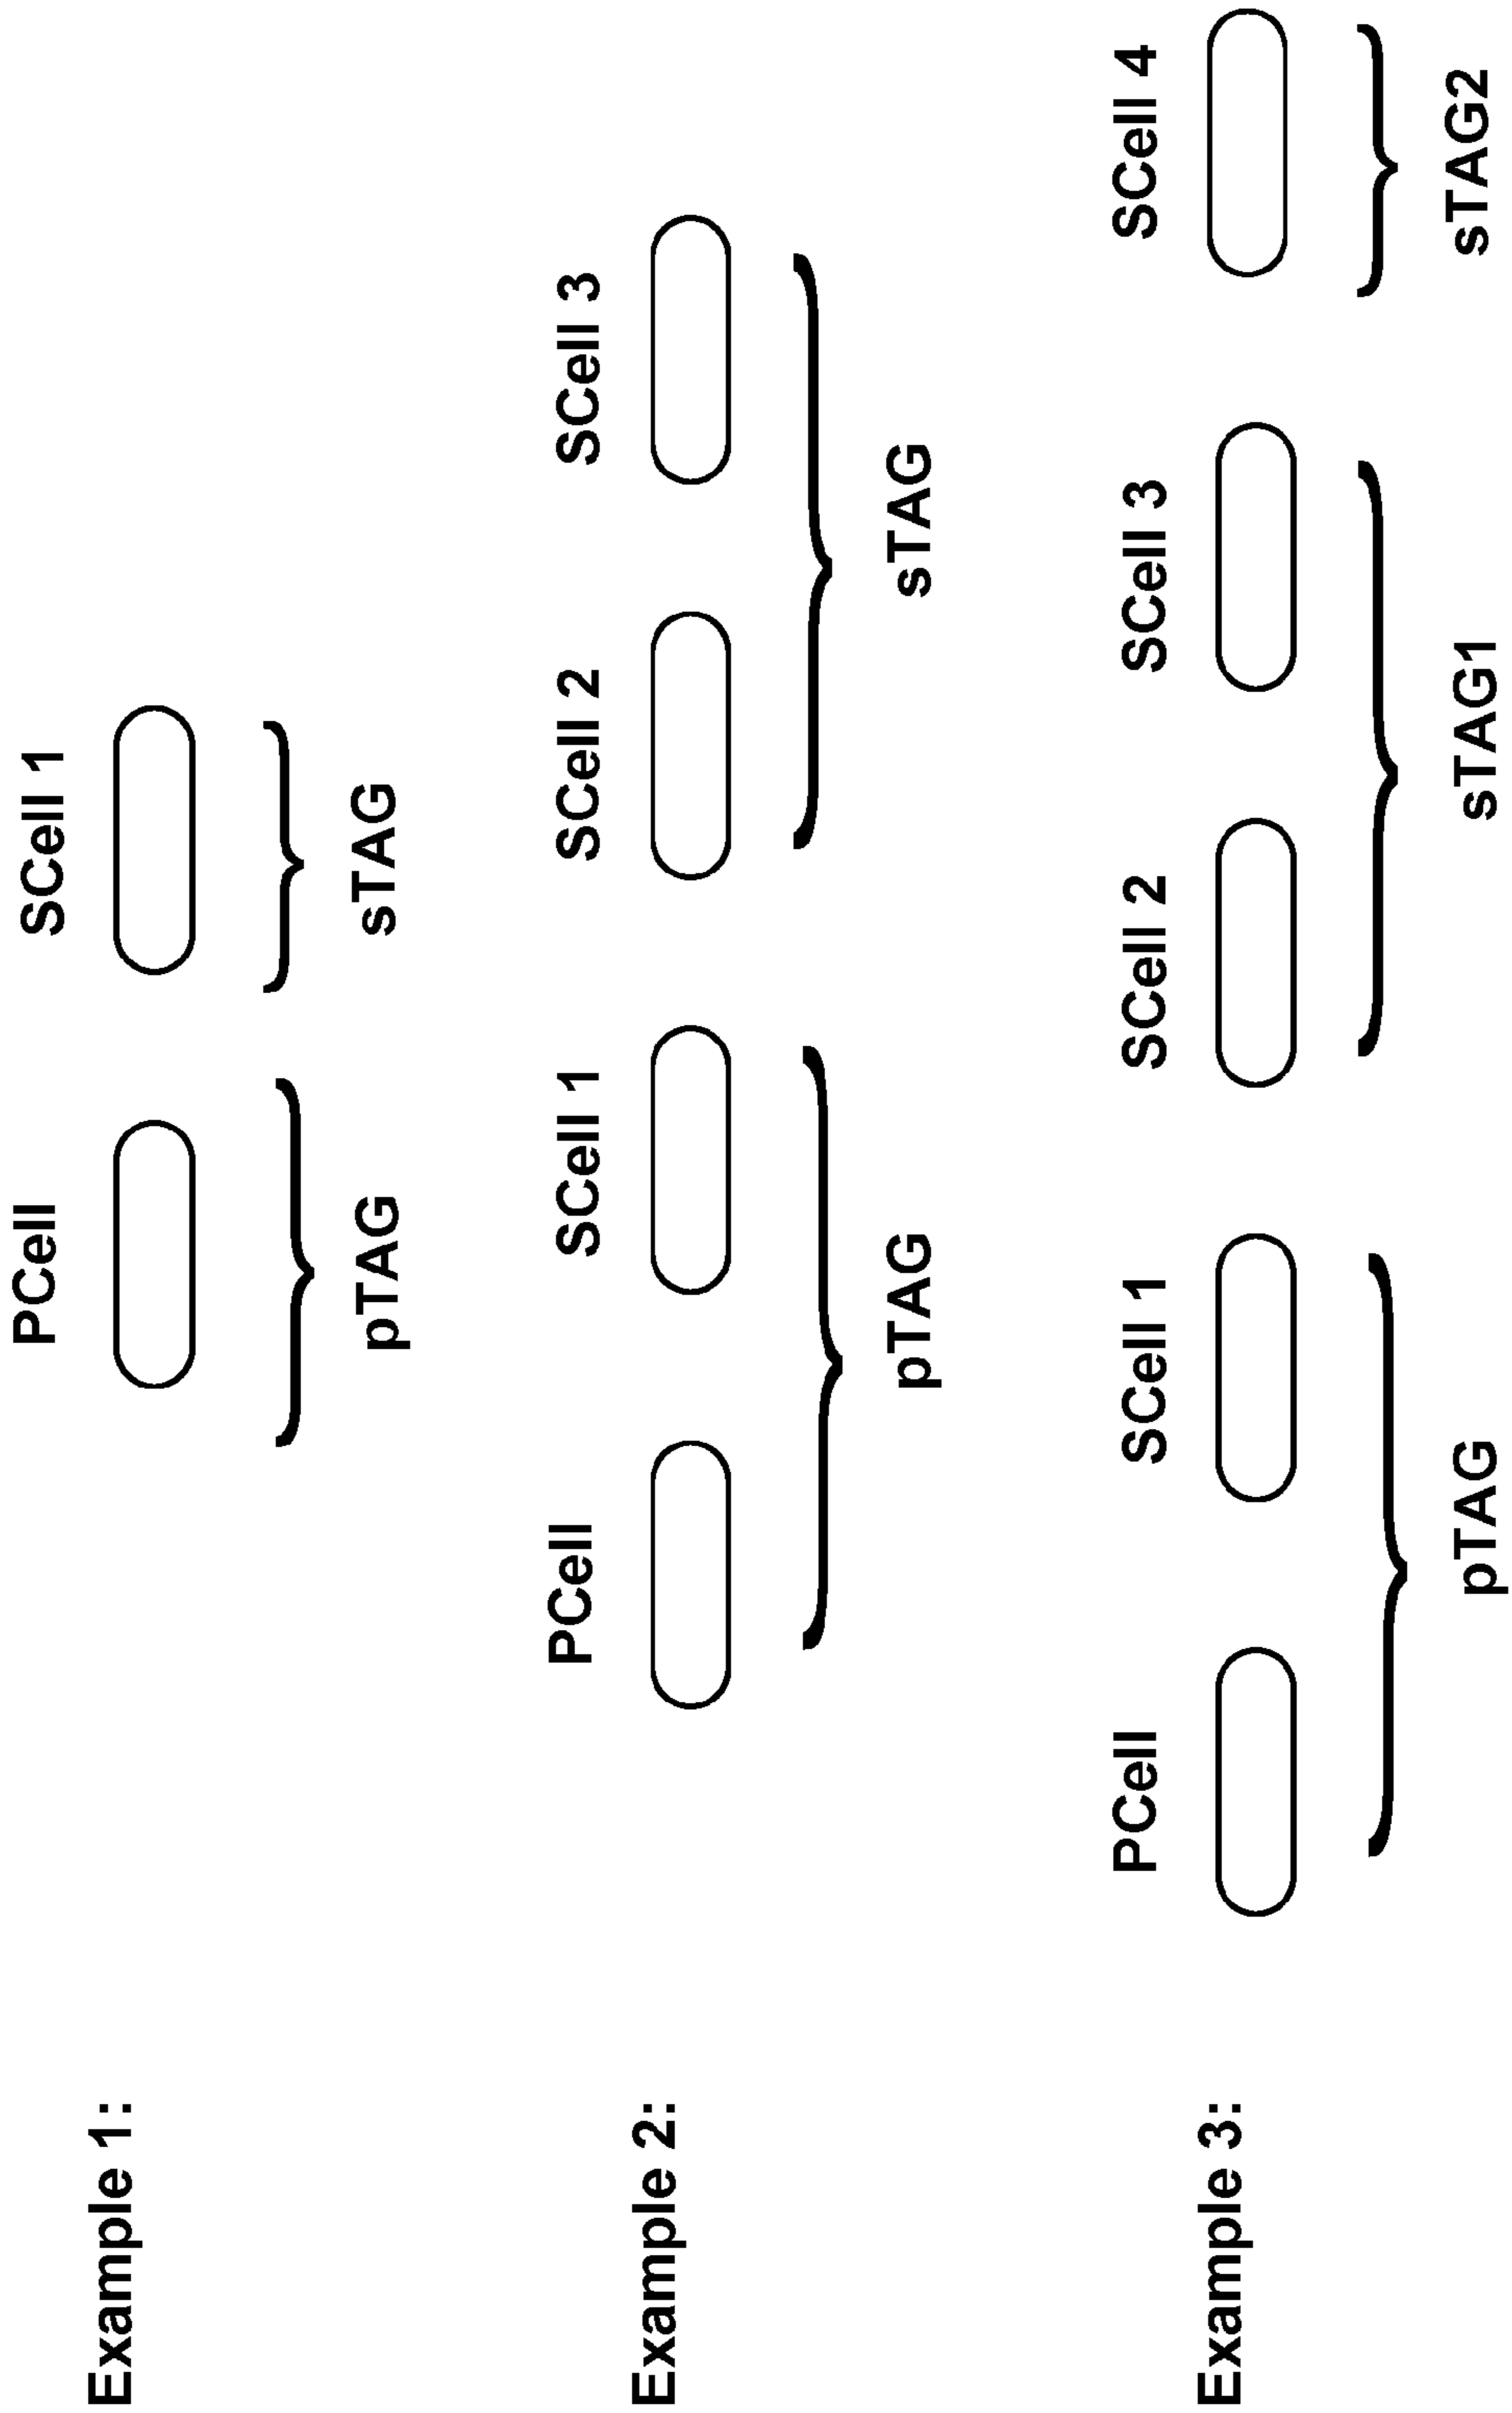 PCell SCell 1
Example 1:
pTAG sTAG
PCell SCell 1 SCell 2 SCell 3
Example 2:
pTAG sTAG
PCell SCell 1 SCell 2 SCell 3 SCell 4
Example 3:
pTAG sTAG1 sTAG2